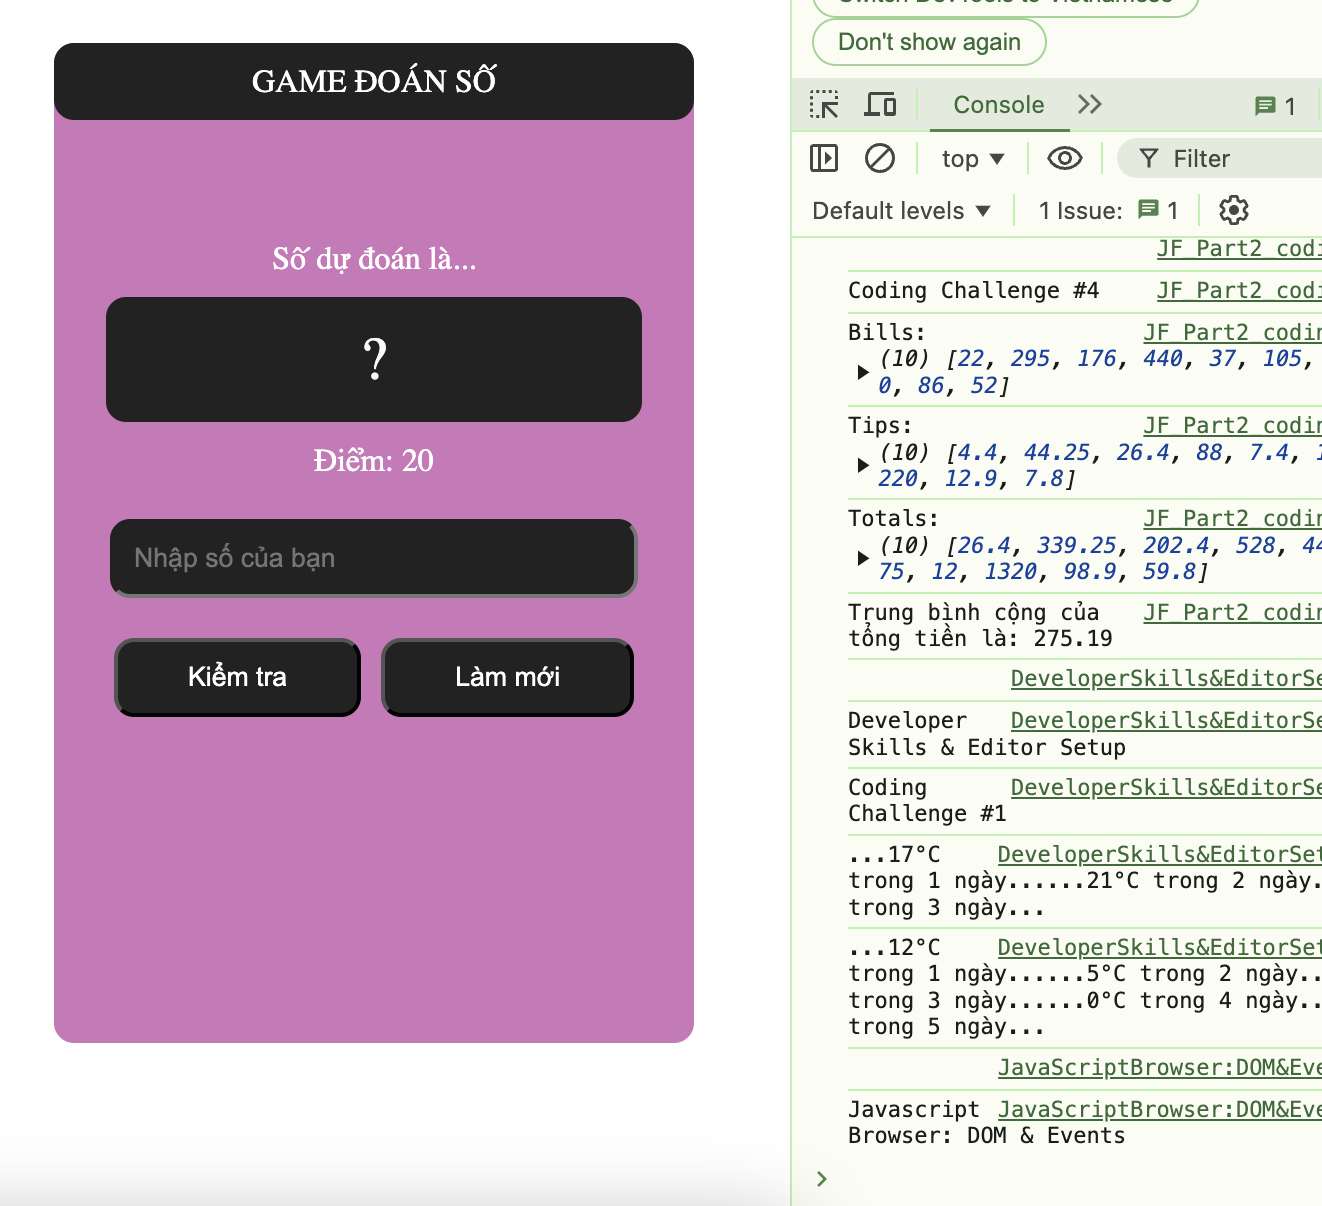 GAME ĐOÁN SỐ
Số dự đoán là...
?
Điểm: 20
Nhập số của bạn
Kiểm tra
Làm mới
Don't show again
Console
1
top
Filter
Default levels
1 Issue:
1
JF_Part2_codi
Coding Challenge #4 JF_Part2_codi
Bills: JF_Part2_codin
(10) [22, 295, 176, 440, 37, 105,
0, 86, 52]
Tips: JF_Part2_codin
(10) [4.4, 44.25, 26.4, 88, 7.4,
220, 12.9, 7.8]
Totals: JF_Part2_codin
(10) [26.4, 339.25, 202.4, 528, 44
75, 12, 1320, 98.9, 59.8]
Trung bình cộng của JF_Part2_codin
tổng tiền là: 275.19
DeveloperSkills&EditorSe
Developer DeveloperSkills&EditorSe
Skills & Editor Setup
Coding DeveloperSkills&EditorSe
Challenge #1
...17°C DeveloperSkills&EditorSet
trong 1 ngày......21°C trong 2 ngày.
trong 3 ngày...
...12°C DeveloperSkills&EditorSet
trong 1 ngày......5°C trong 2 ngày..
trong 3 ngày......0°C trong 4 ngày..
trong 5 ngày...
JavaScriptBrowser:DOM&Eve
Javascript JavaScriptBrowser:DOM&Eve
Browser: DOM & Events